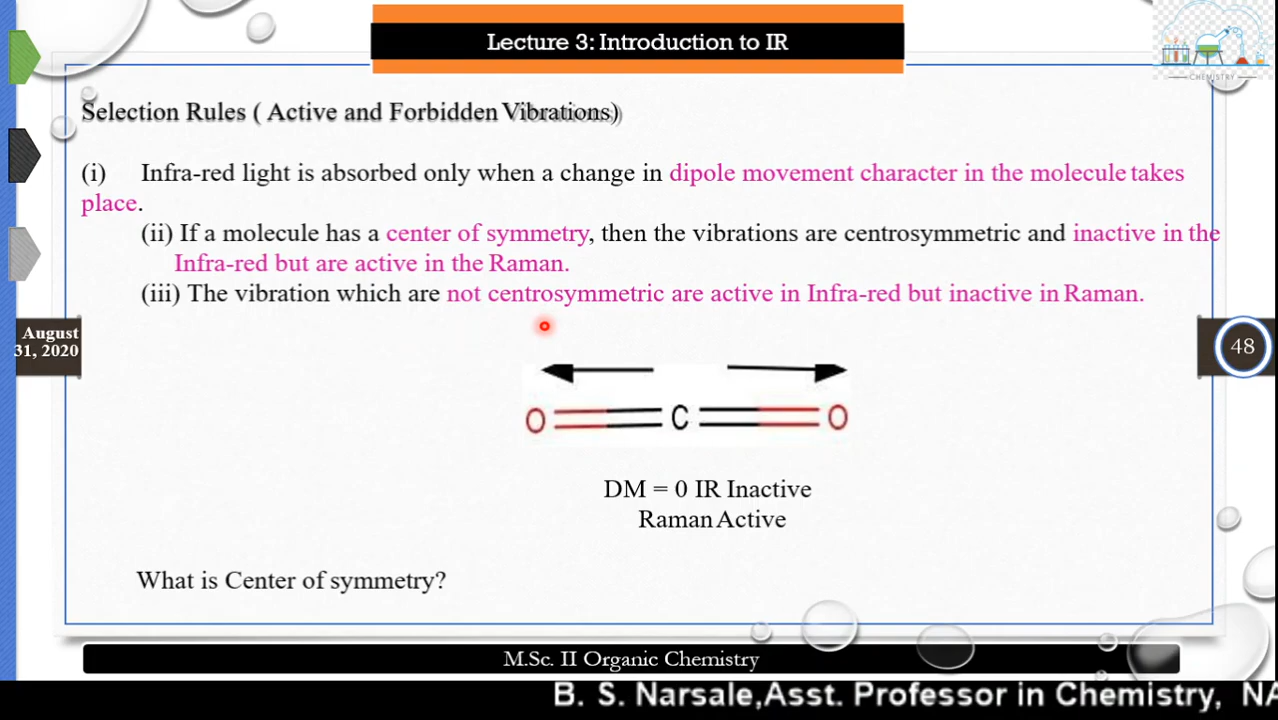 Lecture 3: Introduction to IR
CHEMISTRY
Selection Rules ( Active and Forbidden Vibrations)
(i) Infra-red light is absorbed only when a change in dipole movement character in the molecule takes
place.
(ii) If a molecule has a center of symmetry, then the vibrations are centrosymmetric and inactive in the
Infra-red but are active in the Raman.
(iii) The vibration which are not centrosymmetric are active in Infra-red but inactive in Raman.
August
31, 2020
48
O C O
DM = 0 IR Inactive
Raman Active
What is Center of symmetry?
M.Sc. II Organic Chemistry
B. S. Narsale,Asst. Professor in Chemistry, NA